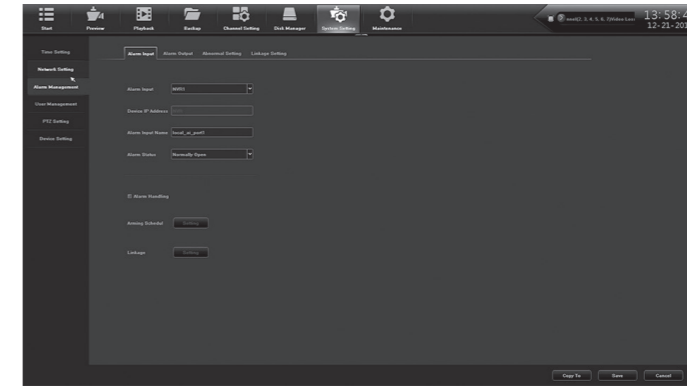 Start Preview Playback Backup Channel Setting Disk Manager System Setting Maintenance
13:58:4
12-21-201
Time Setting
Network Setting
Alarm Management
User Management
PTZ Setting
Device Setting
Alarm Input Alarm Output Abnormal Setting Linkage Setting
Alarm Input
Device IP Address
Alarm Input Name local_ai_port1
Alarm Status Normally Open
Alarm Handling
Arming Schedul Setting
Linkage Setting
Copy To Save Cancel